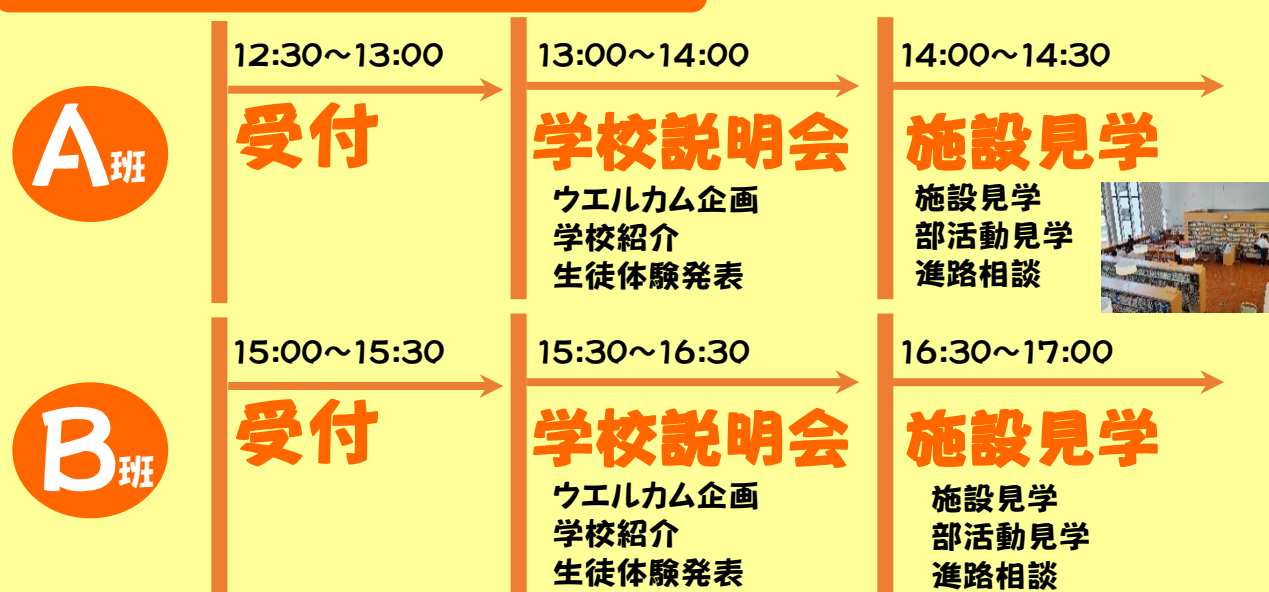 A班
12:30~13:00
受付
13:00~14:00
学校説明会
ウエルカム企画
学校紹介
生徒体験発表
14:00~14:30
施設見学
施設見学
部活動見学
進路相談
B班
15:00~15:30
受付
15:30~16:30
学校説明会
ウエルカム企画
学校紹介
生徒体験発表
16:30~17:00
施設見学
施設見学
部活動見学
進路相談